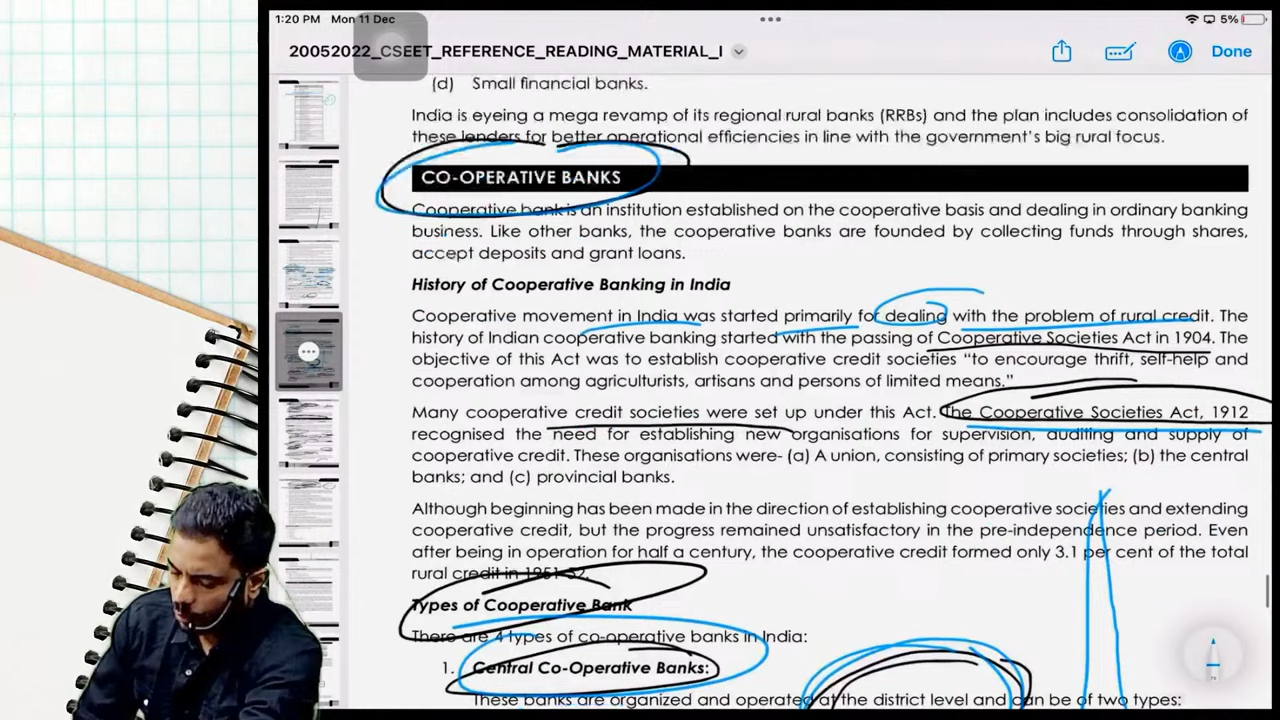 1:20 PM Mon 11 Dec
5%
20052022_CSEET_REFERENCE_READING_MATERIAL_I
Done
(d) Small financial banks.
India is eyeing a mega revamp of its regional rural banks (RRBs) and the plan includes consolidation of
these lenders for better operational efficiencies in line with the government's big rural focus.
CO-OPERATIVE BANKS
Cooperative bank is an institution established on the cooperative basis and dealing in ordinary banking
business. Like other banks, the cooperative banks are founded by collecting funds through shares,
accept deposits and grant loans.
History of Cooperative Banking in India
Cooperative movement in India was started primarily for dealing with the problem of rural credit. The
history of Indian cooperative banking started with the passing of Cooperative Societies Act in 1904. The
objective of this Act was to establish cooperative credit societies "to encourage thrift, self-help and
cooperation among agriculturists, artisans and persons of limited means."
Many cooperative credit societies were set up under this Act. The Cooperative Societies Act, 1912
recognised the need for establishing new organisations for supervision, auditing and supply of
cooperative credit. These organisations were- (a) A union, consisting of primary societies; (b) the central
banks; and (c) provincial banks.
Although beginning has been made in the direction of establishing cooperative societies and extending
cooperative credit, but the progress remained unsatisfactory in the pre-independence period. Even
after being in operation for half a century, the cooperative credit formed only 3.1 per cent of the total
rural credit in
Types of Cooperative Bank
There are 4 types of co-operative banks in India:
1. Central Co-Operative Banks:
These banks are organized and operated at the district level and can be of two types: